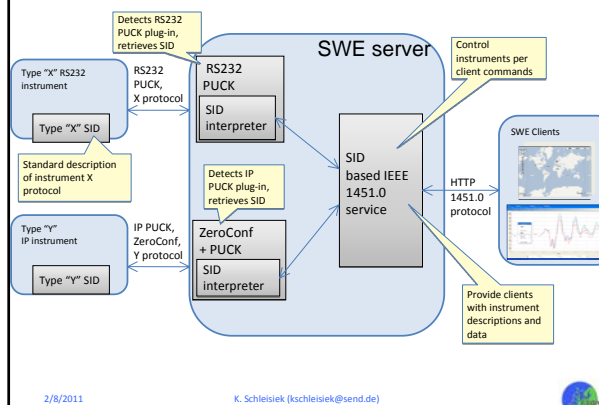 Detects RS232
PUCK plug-in,
retrieves SID
SWE server
Control
instruments per
client commands
Type "X" RS232
instrument
Type "X" SID
RS232
PUCK,
X protocol
RS232
PUCK
SID
interpreter
Standard description
of instrument X
protocol
Detects IP
PUCK plug-in,
retrieves SID
SID
based IEEE
1451.0
service
HTTP
1451.0
protocol
SWE Clients
Type "Y"
IP instrument
Type "Y" SID
IP PUCK,
ZeroConf,
Y protocol
ZeroConf
+ PUCK
SID
interpreter
Provide clients
with instrument
descriptions and
data
2/8/2011
K. Schleisiek (kschleisiek@send.de)